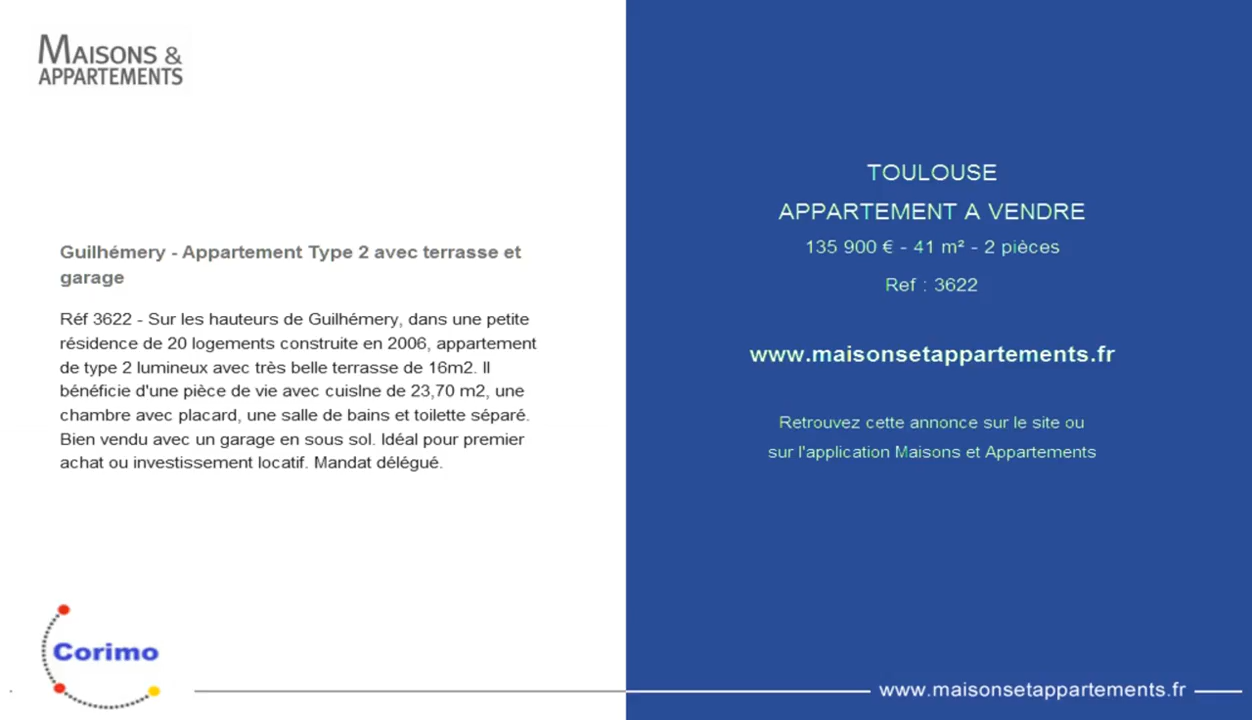 MAISONS &
APPARTEMENTS
Guilhémery - Appartement Type 2 avec terrasse et
garage
Réf 3622 - Sur les hauteurs de Guilhémery, dans une petite
résidence de 20 logements construite en 2006, appartement
de type 2 lumineux avec très belle terrasse de 16m2. Il
bénéficie d'une pièce de vie avec cuisine de 23,70 m2, une
chambre avec placard, une salle de bains et toilette séparé.
Bien vendu avec un garage en sous sol. Idéal pour premier
achat ou investissement locatif. Mandat délégué.
Corimo
TOULOUSE
APPARTEMENT A VENDRE
135 900 € - 41 m² - 2 pièces
Ref : 3622
www.maisonsetappartements.fr
Retrouvez cette annonce sur le site ou
sur l'application Maisons et Appartements
www.maisonsetappartements.fr